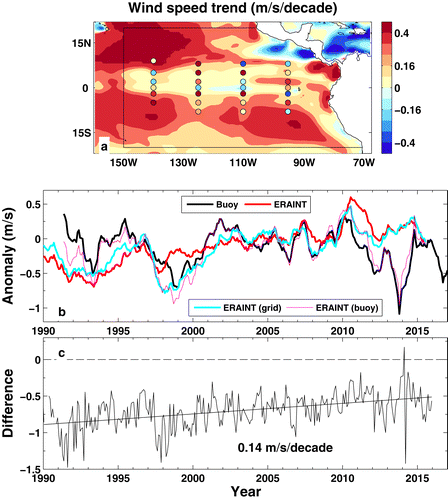 Wind speed trend (m/s/decade)
15N
0
15S
a
150W 130W 110W 90W 70W
0.4
0.16
0
−0.16
−0.4
Anomaly (m/s)
0.5
0
−0.5
−1
Buoy ERAINT
b
ERAINT (grid) ERAINT (buoy)
1990 1995 2000 2005 2010 2015
Difference
c
0
−0.5
−1.0
−1.5
0.14 m/s/decade
1990 1995 2000 2005 2010 2015
Year